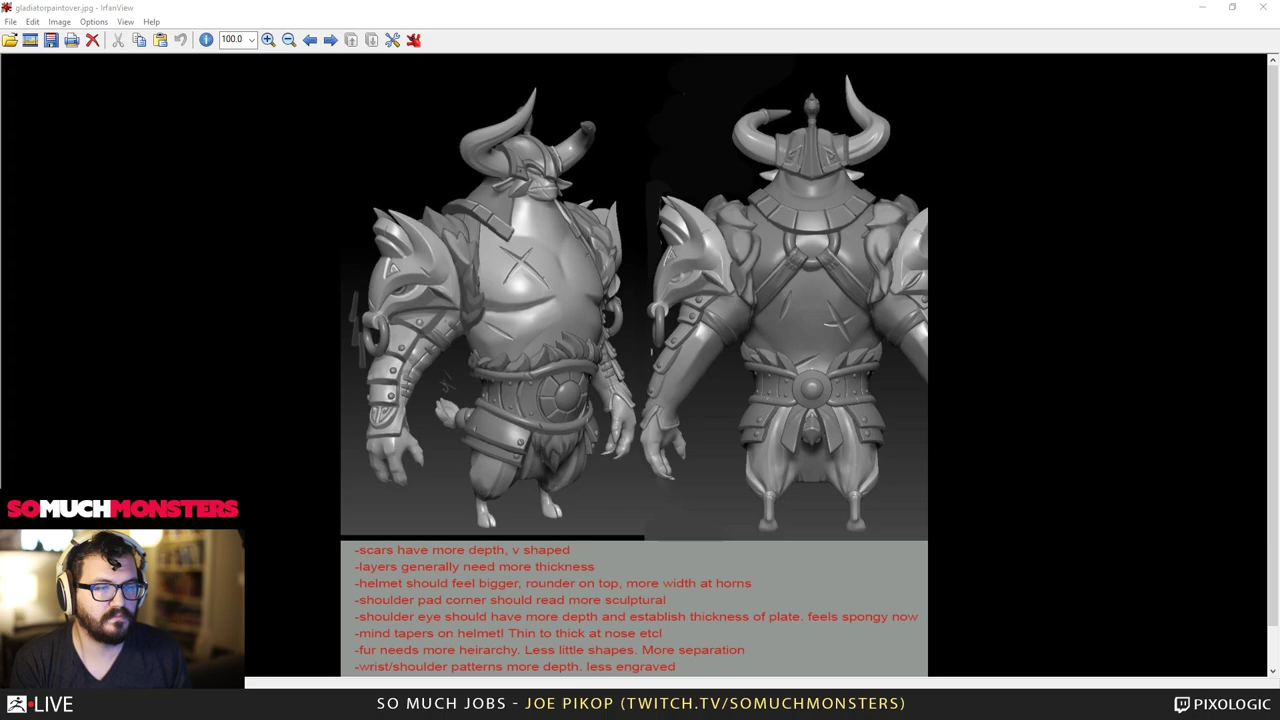 gladiatorpaintover.jpg - IrfanView
File Edit Image Options View Help
100.0
-scars have more depth, v shaped
-layers generally need more thickness
-helmet should feel bigger, rounder on top, more width at horns
-shoulder pad corner should read more sculptural
-shoulder eye should have more depth and establish thickness of plate. feels spongy now
-mind tapers on helmet! Thin to thick at nose etc!
-fur needs more heirarchy. Less little shapes. More separation
-wrist/shoulder patterns more depth. less engraved
SOMUCHMONSTERS
LIVE
SO MUCH JOBS - JOE PIKOP (TWITCH.TV/SOMUCHMONSTERS)
PIXOLOGIC